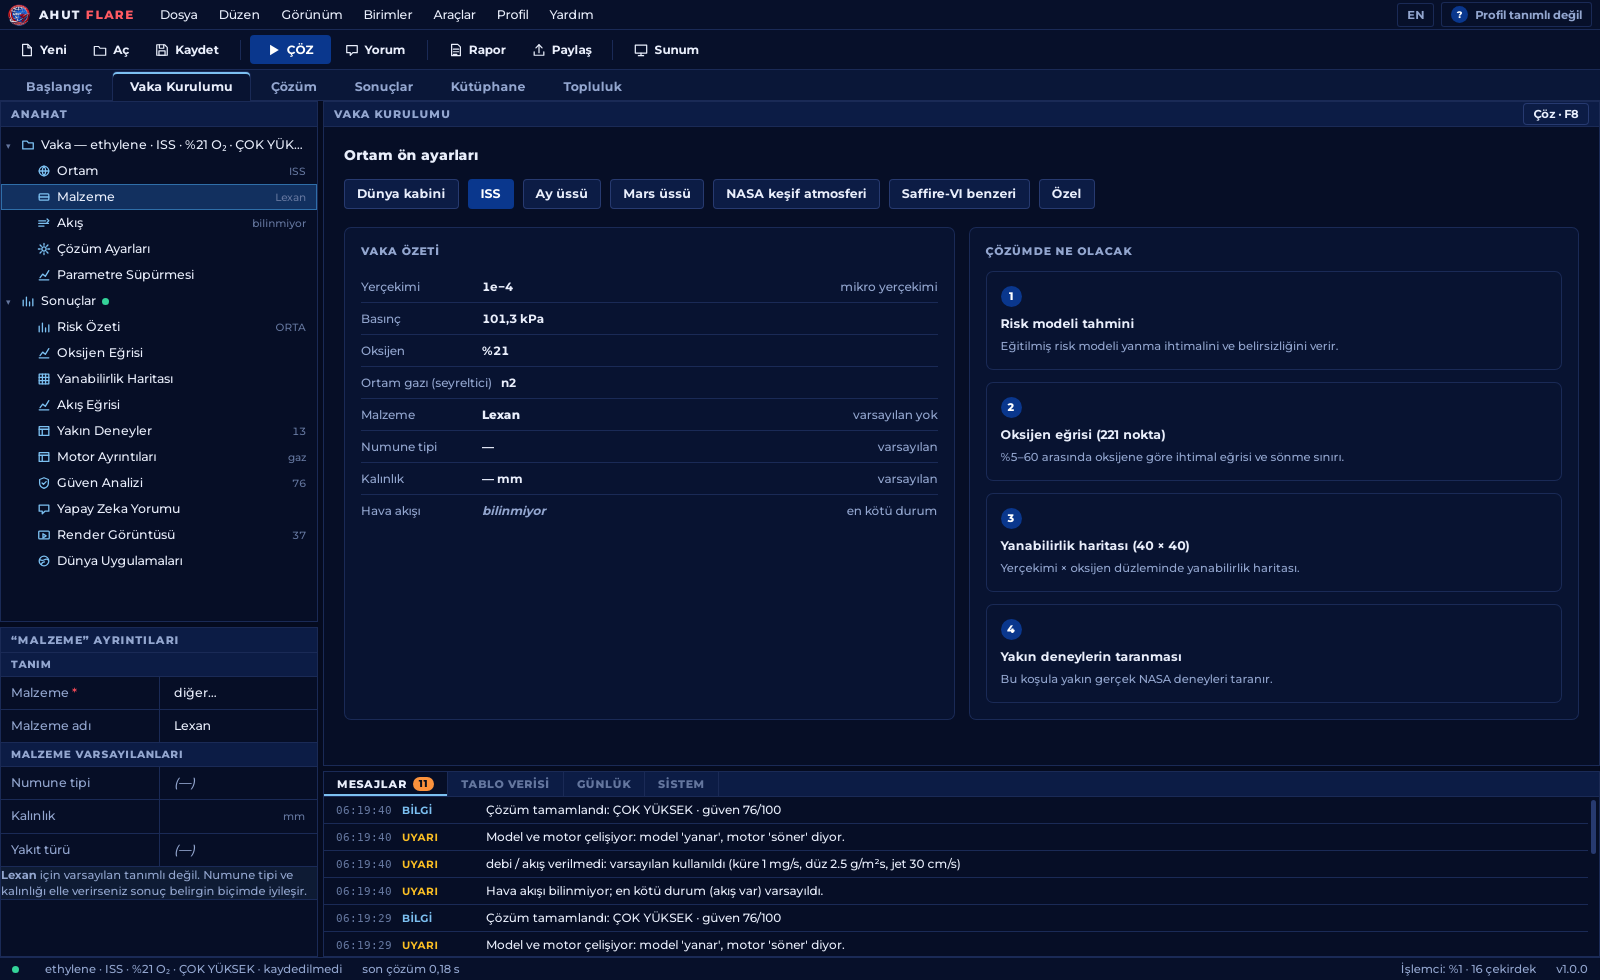 AHUT FLARE Dosya Düzen Görünüm Birimler Araçlar Profil Yardım EN ? Profil tanımlı değil
Yeni Aç Kaydet ÇÖZ Yorum Rapor Paylaş Sunum
Başlangıç Vaka Kurulumu Çözüm Sonuçlar Kütüphane Topluluk
ANAHAT
Vaka — ethylene · ISS · %21 O₂ · ÇOK YÜK...
Ortam ISS
Malzeme Lexan
Akış bilinmiyor
Çözüm Ayarları
Parametre Süpürmesi
Sonuçlar
Risk Özeti ORTA
Oksijen Eğrisi
Yanabilirlik Haritası
Akış Eğrisi
Yakın Deneyler 13
Motor Ayrıntıları gaz
Güven Analizi 76
Yapay Zeka Yorumu
Render Görüntüsü 37
Dünya Uygulamaları
“MALZEME” AYRINTILARI
TANIM
Malzeme * diğer...
Malzeme adı Lexan
MALZEME VARSAYILANLARI
Numune tipi (—)
Kalınlık mm
Yakıt türü (—)
Lexan için varsayılan tanımlı değil. Numune tipi ve
kalınlığı elle verirseniz sonuç belirgin biçimde iyileşir.
VAKA KURULUMU Çöz · F8
Ortam ön ayarları
Dünya kabini ISS Ay üssü Mars üssü NASA keşif atmosferi Saffire-VI benzeri Özel
VAKA ÖZETİ
Yerçekimi 1e−4 mikro yerçekimi
Basınç 101,3 kPa
Oksijen %21
Ortam gazı (seyreltici) n2
Malzeme Lexan varsayılan yok
Numune tipi — varsayılan
Kalınlık — mm varsayılan
Hava akışı bilinmiyor en kötü durum
ÇÖZÜMDE NE OLACAK
1
Risk modeli tahmini
Eğitilmiş risk modeli yanma ihtimalini ve belirsizliğini verir.
2
Oksijen eğrisi (221 nokta)
%5–60 arasında oksijene göre ihtimal eğrisi ve sönme sınırı.
3
Yanabilirlik haritası (40 × 40)
Yerçekimi × oksijen düzleminde yanabilirlik haritası.
4
Yakın deneylerin taranması
Bu koşula yakın gerçek NASA deneyleri taranır.
MESAJLAR 11 TABLO VERİSİ GÜNLÜK SİSTEM
06:19:40 BİLGİ Çözüm tamamlandı: ÇOK YÜKSEK · güven 76/100
06:19:40 UYARI Model ve motor çelişiyor: model 'yanar', motor 'söner' diyor.
06:19:40 UYARI debi / akış verilmedi: varsayılan kullanıldı (küre 1 mg/s, düz 2.5 g/m²s, jet 30 cm/s)
06:19:40 UYARI Hava akışı bilinmiyor; en kötü durum (akış var) varsayıldı.
06:19:29 BİLGİ Çözüm tamamlandı: ÇOK YÜKSEK · güven 76/100
06:19:29 UYARI Model ve motor çelişiyor: model 'yanar', motor 'söner' diyor.
ethylene · ISS · %21 O₂ · ÇOK YÜKSEK · kaydedilmedi son çözüm 0,18 s İşlemci: %1 · 16 çekirdek v1.0.0